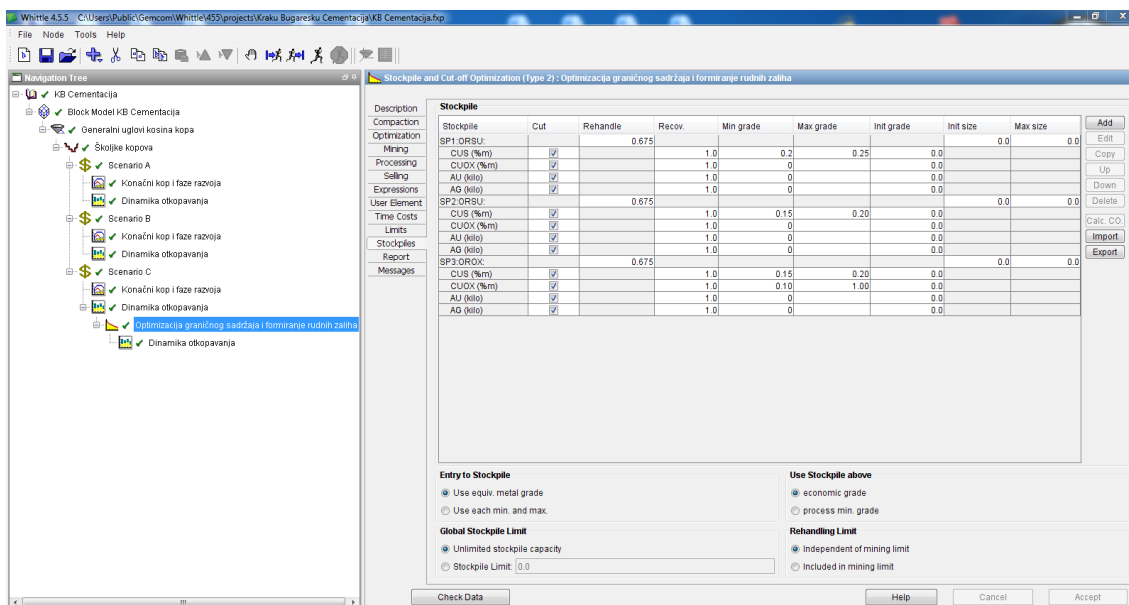 Whittle 4.5.5 C:\Users\Public\Gemcom\Whittle\455\projects\Kraku Bugaresku Cementacija\KB Cementacija.fxp
File Node Tools Help
Navigation Tree
KB Cementacija
Block Model KB Cementacija
Generalni uglovi kosina kopa
Školjke kopova
Scenario A
Konačni kop i faze razvoja
Dinamika otkopavanja
Scenario B
Konačni kop i faze razvoja
Dinamika otkopavanja
Scenario C
Konačni kop i faze razvoja
Dinamika otkopavanja
Optimizacija graničnog sadržaja i formiranje rudnih zaliha
Dinamika otkopavanja
Stockpile and Cut-off Optimization (Type 2) : Optimizacija graničnog sadržaja i formiranje rudnih zaliha
Description
Compaction
Optimization
Mining
Processing
Selling
Expressions
User Element
Time Costs
Limits
Stockpiles
Report
Messages
Stockpile
Stockpile Cut Rehandle Recov. Min grade Max grade Init grade Init size Max size
SP1:ORSU: 0.675 0.0 0.0
CUS (%m) 1.0 0.2 0.25 0.0
CUOX (%m) 1.0 0 0.0
AU (kilo) 1.0 0 0.0
AG (kilo) 1.0 0 0.0
SP2:ORSU: 0.675 0.0 0.0
CUS (%m) 1.0 0.15 0.20 0.0
CUOX (%m) 1.0 0 0.0
AU (kilo) 1.0 0 0.0
AG (kilo) 1.0 0 0.0
SP3:OROX: 0.675 0.0 0.0
CUS (%m) 1.0 0.15 0.20 0.0
CUOX (%m) 1.0 0.10 1.00 0.0
AU (kilo) 1.0 0 0.0
AG (kilo) 1.0 0 0.0
Add
Edit
Copy
Up
Down
Delete
Calc. CO.
Import
Export
Entry to Stockpile
Use equiv. metal grade
Use each min. and max.
Use Stockpile above
economic grade
process min. grade
Global Stockpile Limit
Unlimited stockpile capacity
Stockpile Limit: 0.0
Rehandling Limit
Independent of mining limit
Included in mining limit
Check Data
Help
Cancel
Accept